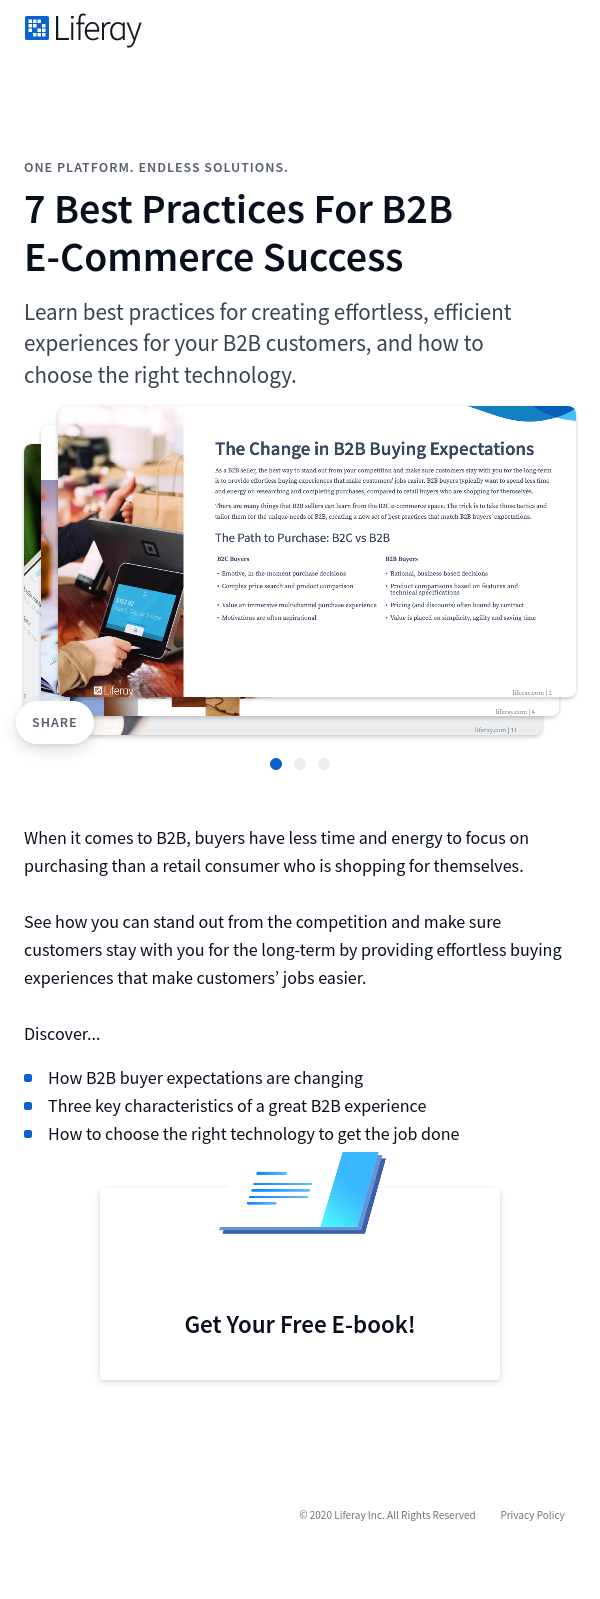 Liferay
ONE PLATFORM. ENDLESS SOLUTIONS.
7 Best Practices For B2B
E-Commerce Success
Learn best practices for creating effortless, efficient
experiences for your B2B customers, and how to
choose the right technology.
The Change in B2B Buying Expectations
As a B2B seller, the best way to stand out from your competition and make sure customers stay with you for the long-term
is to provide effortless buying experiences that make customers' jobs easier. B2B buyers typically want to spend less time
and energy on researching and completing purchases, compared to retail buyers who are shopping for themselves.
There are many things that B2B sellers can learn from the B2C e-commerce space. The trick is to take those tactics and
tailor them for the unique needs of B2B, creating a new set of best practices that match B2B buyers' expectations.
The Path to Purchase: B2C vs B2B
B2C Buyers
• Emotive, in-the-moment purchase decisions
• Complex price search and product comparison
• Value an immersive multichannel purchase experience
• Motivations are often aspirational
B2B Buyers
• Rational, business-based decisions
• Product comparisons based on features and
technical specifications
• Pricing (and discounts) often bound by contract
• Value is placed on simplicity, agility and saving time
Liferay
liferay.com | 2
liferay.com | 4
liferay.com | 11
SHARE
When it comes to B2B, buyers have less time and energy to focus on
purchasing than a retail consumer who is shopping for themselves.
See how you can stand out from the competition and make sure
customers stay with you for the long-term by providing effortless buying
experiences that make customers’ jobs easier.
Discover...
How B2B buyer expectations are changing
Three key characteristics of a great B2B experience
How to choose the right technology to get the job done
Get Your Free E-book!
© 2020 Liferay Inc. All Rights Reserved
Privacy Policy